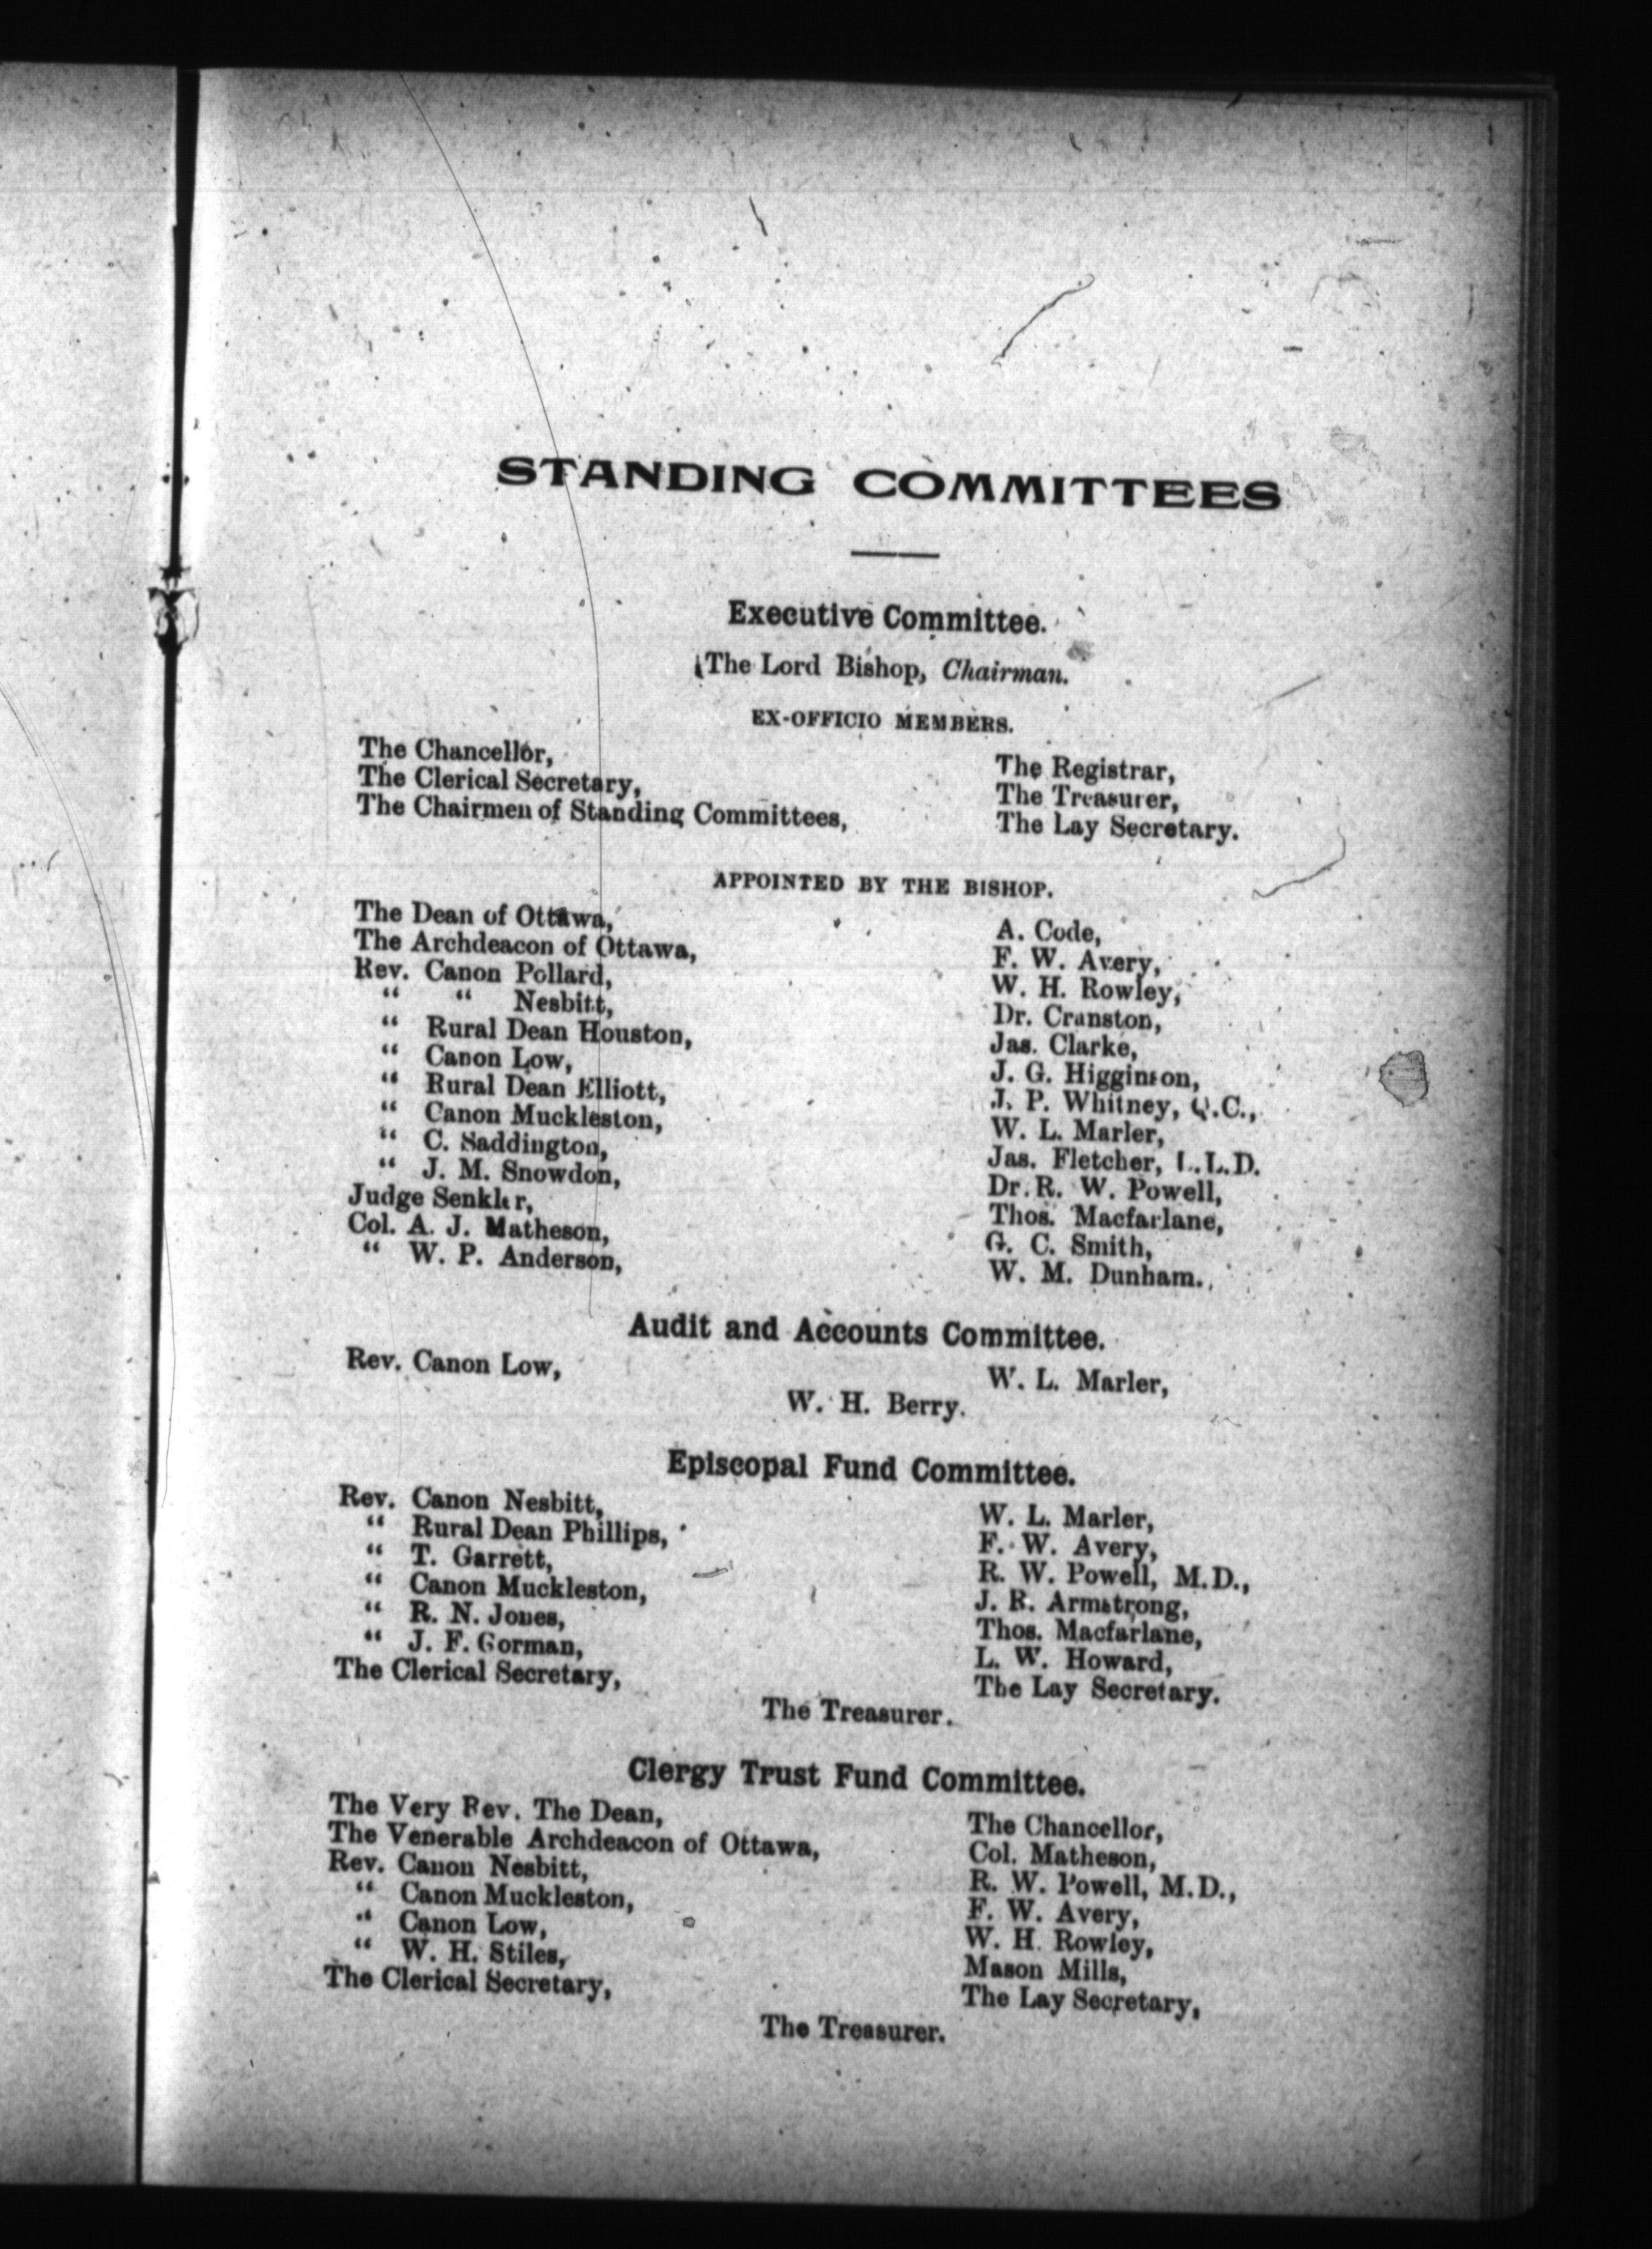 STANDING COMMITTEES
Executive Committee.
The Lord Bishop, Chairman.
EX-OFFICIO MEMBERS.
The Chancellor,
The Clerical Secretary,
The Chairmen of Standing Committees,
The Registrar,
The Treasurer,
The Lay Secretary.
APPOINTED BY THE BISHOP.
The Dean of Ottawa,
The Archdeacon of Ottawa,
Rev. Canon Pollard,
“ “ Nesbitt,
“ Rural Dean Houston,
“ Canon Low,
“ Rural Dean Elliott,
“ Canon Muckleston,
“ C. Saddington,
“ J. M. Snowdon,
Judge Senkler,
Col. A. J. Matheson,
“ W. P. Anderson,
A. Code,
F. W. Avery,
W. H. Rowley,
Dr. Cranston,
Jas. Clarke,
J. G. Higginson,
J. P. Whitney, Q.C.,
W. L. Marler,
Jas. Fletcher, L.L.D.
Dr. R. W. Powell,
Thos. Macfarlane,
G. C. Smith,
W. M. Dunham.
Audit and Accounts Committee.
Rev. Canon Low,
W. L. Marler,
W. H. Berry.
Episcopal Fund Committee.
Rev. Canon Nesbitt,
“ Rural Dean Phillips,
“ T. Garrett,
“ Canon Muckleston,
“ R. N. Jones,
“ J. F. Gorman,
The Clerical Secretary,
W. L. Marler,
F. W. Avery,
R. W. Powell, M.D.,
J. R. Armstrong,
Thos. Macfarlane,
L. W. Howard,
The Lay Secretary.
The Treasurer.
Clergy Trust Fund Committee.
The Very Rev. The Dean,
The Venerable Archdeacon of Ottawa,
Rev. Canon Nesbitt,
“ Canon Muckleston,
“ Canon Low,
“ W. H. Stiles,
The Clerical Secretary,
The Chancellor,
Col. Matheson,
R. W. Powell, M.D.,
F. W. Avery,
W. H. Rowley,
Mason Mills,
The Lay Secretary,
The Treasurer.